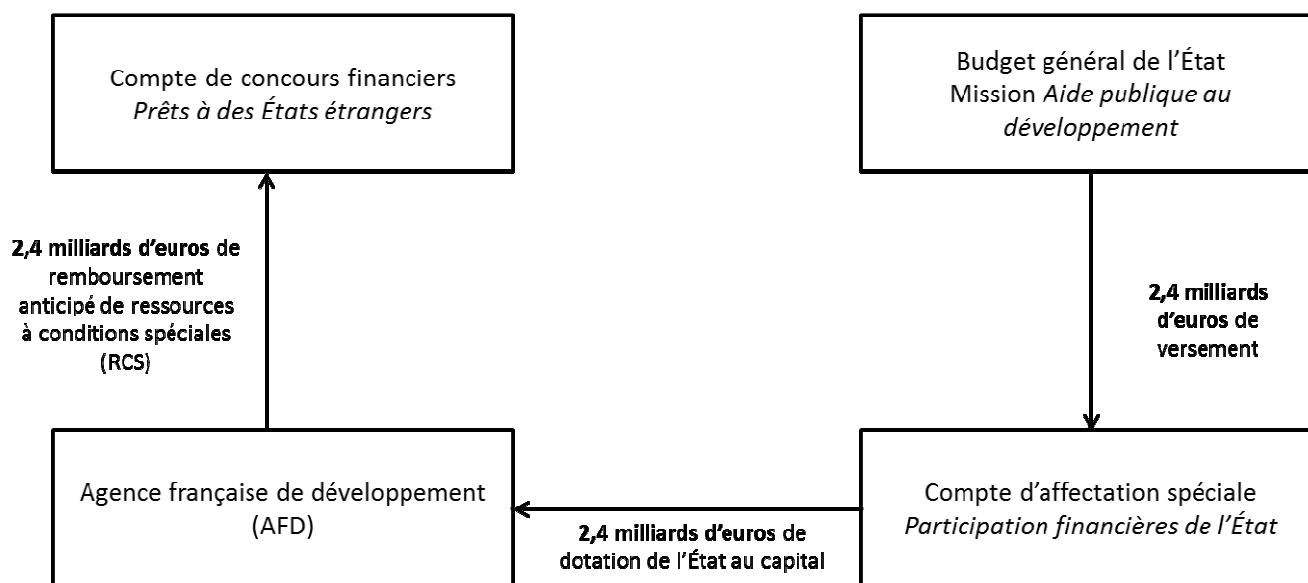 Compte de concours financiers
Prêts à des États étrangers
Budget général de l’État
Mission Aide publique au
développement
2,4 milliards d’euros de
remboursement
anticipé de ressources
à conditions spéciales
(RCS)
2,4 milliards
d’euros de
versement
Agence française de développement
(AFD)
2,4 milliards d’euros de
dotation de l’État au capital
Compte d’affectation spéciale
Participation financières de l’État